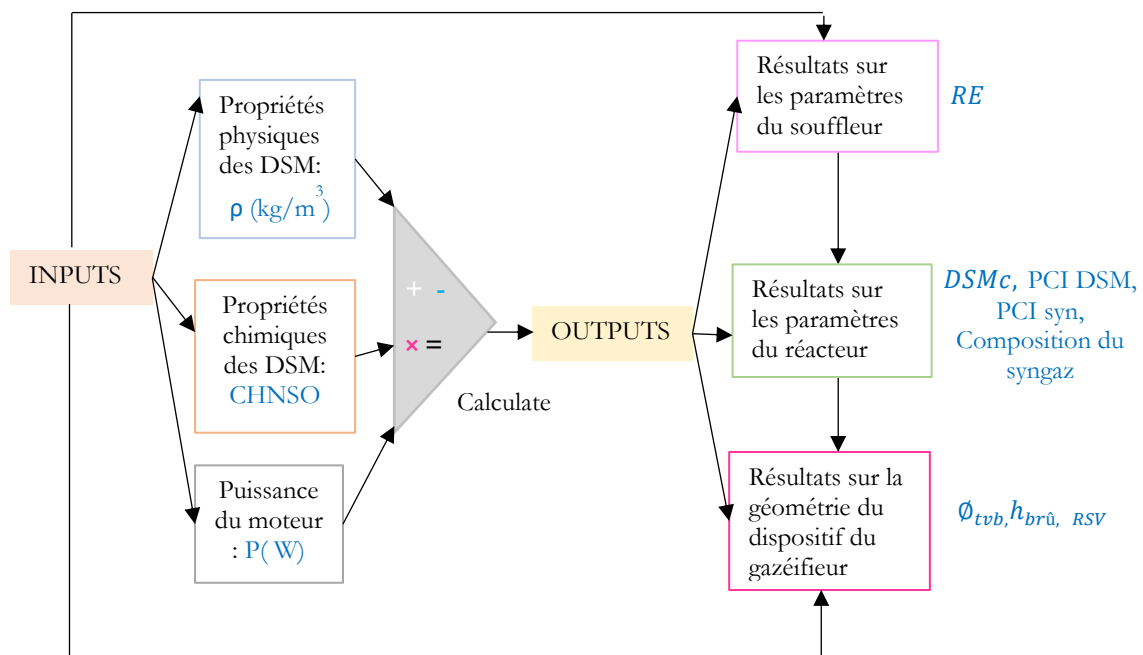 INPUTS
Propriétés
physiques
des DSM:
ρ (kg/m³)
Propriétés
chimiques
des DSM:
CHNSO
Puissance
du moteur
: P( W)
+ -
× =
Calculate
OUTPUTS
Résultats sur
les paramètres
du souffleur
RE
Résultats sur
les paramètres
du réacteur
DSMc, PCI DSM,
PCI syn,
Composition du
syngaz
Résultats sur la
géométrie du
dispositif du
gazéifieur
Ø_tvb, h_brû, RSV